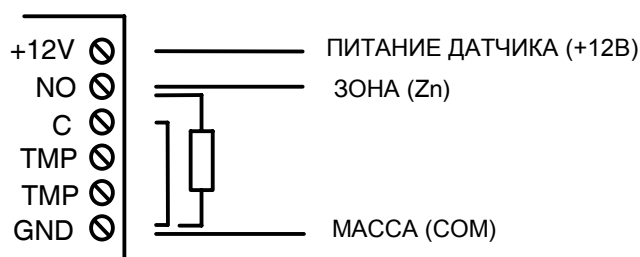 +12V ПИТАНИЕ ДАТЧИКА (+12В)
NO ЗОНА (Zn)
C
TMP
TMP
GND МАССА (COM)